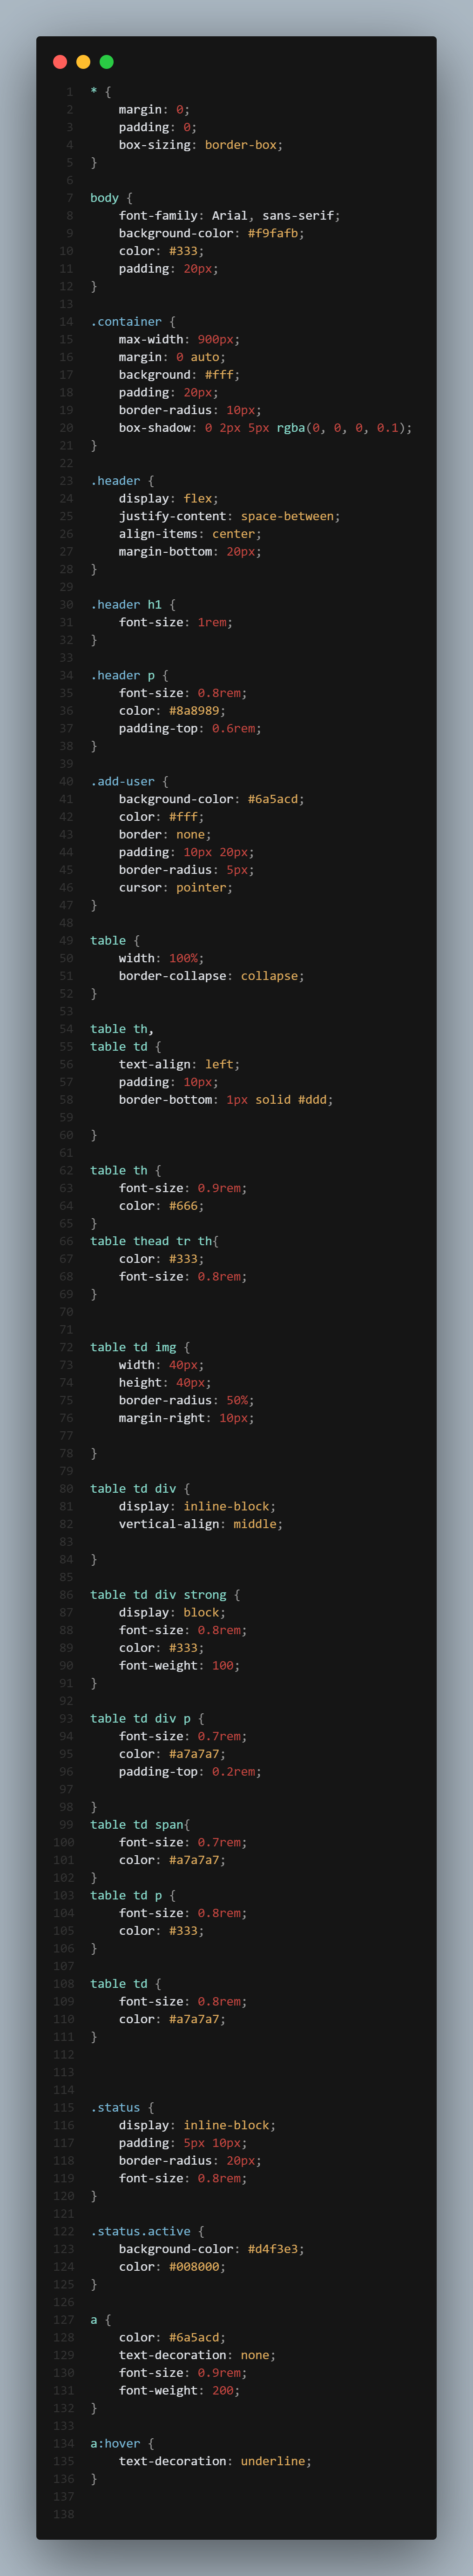 1 * {
2     margin: 0;
3     padding: 0;
4     box-sizing: border-box;
5 }
6
7 body {
8     font-family: Arial, sans-serif;
9     background-color: #f9fafb;
10     color: #333;
11     padding: 20px;
12 }
13
14 .container {
15     max-width: 900px;
16     margin: 0 auto;
17     background: #fff;
18     padding: 20px;
19     border-radius: 10px;
20     box-shadow: 0 2px 5px rgba(0, 0, 0, 0.1);
21 }
22
23 .header {
24     display: flex;
25     justify-content: space-between;
26     align-items: center;
27     margin-bottom: 20px;
28 }
29
30 .header h1 {
31     font-size: 1rem;
32 }
33
34 .header p {
35     font-size: 0.8rem;
36     color: #8a8989;
37     padding-top: 0.6rem;
38 }
39
40 .add-user {
41     background-color: #6a5acd;
42     color: #fff;
43     border: none;
44     padding: 10px 20px;
45     border-radius: 5px;
46     cursor: pointer;
47 }
48
49 table {
50     width: 100%;
51     border-collapse: collapse;
52 }
53
54 table th,
55 table td {
56     text-align: left;
57     padding: 10px;
58     border-bottom: 1px solid #ddd;
59
60 }
61
62 table th {
63     font-size: 0.9rem;
64     color: #666;
65 }
66 table thead tr th{
67     color: #333;
68     font-size: 0.8rem;
69 }
70
71
72 table td img {
73     width: 40px;
74     height: 40px;
75     border-radius: 50%;
76     margin-right: 10px;
77
78 }
79
80 table td div {
81     display: inline-block;
82     vertical-align: middle;
83
84 }
85
86 table td div strong {
87     display: block;
88     font-size: 0.8rem;
89     color: #333;
90     font-weight: 100;
91 }
92
93 table td div p {
94     font-size: 0.7rem;
95     color: #a7a7a7;
96     padding-top: 0.2rem;
97
98 }
99 table td span{
100     font-size: 0.7rem;
101     color: #a7a7a7;
102 }
103 table td p {
104     font-size: 0.8rem;
105     color: #333;
106 }
107
108 table td {
109     font-size: 0.8rem;
110     color: #a7a7a7;
111 }
112
113
114
115 .status {
116     display: inline-block;
117     padding: 5px 10px;
118     border-radius: 20px;
119     font-size: 0.8rem;
120 }
121
122 .status.active {
123     background-color: #d4f3e3;
124     color: #008000;
125 }
126
127 a {
128     color: #6a5acd;
129     text-decoration: none;
130     font-size: 0.9rem;
131     font-weight: 200;
132 }
133
134 a:hover {
135     text-decoration: underline;
136 }
137
138